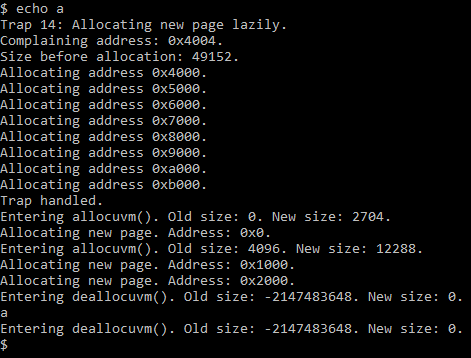 $ echo a
Trap 14: Allocating new page lazily.
Complaining address: 0x4004.
Size before allocation: 49152.
Allocating address 0x4000.
Allocating address 0x5000.
Allocating address 0x6000.
Allocating address 0x7000.
Allocating address 0x8000.
Allocating address 0x9000.
Allocating address 0xa000.
Allocating address 0xb000.
Trap handled.
Entering allocuvm(). Old size: 0. New size: 2704.
Allocating new page. Address: 0x0.
Entering allocuvm(). Old size: 4096. New size: 12288.
Allocating new page. Address: 0x1000.
Allocating new page. Address: 0x2000.
Entering deallocuvm(). Old size: -2147483648. New size: 0.
a
Entering deallocuvm(). Old size: -2147483648. New size: 0.
$